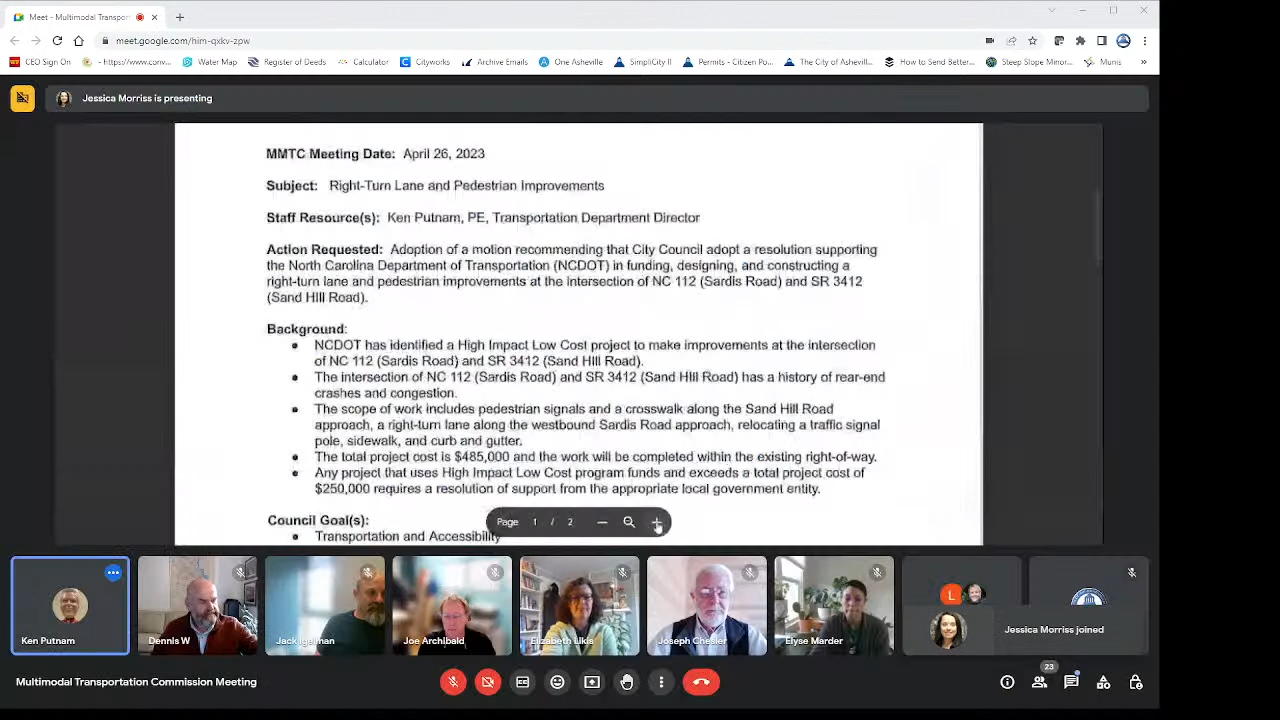 Meet - Multimodal Transpor
meet.google.com/him-qxkv-zpw
CEO Sign On
- https://www.conv...
Water Map
Register of Deeds
Calculator
Cityworks
Archive Emails
One Asheville
SimpliCity II
Permits - Citizen Po...
The City of Ashevill...
How to Send Better...
Steep Slope Minor...
Munis
»
Jessica Morriss is presenting
MMTC Meeting Date: April 26, 2023
Subject: Right-Turn Lane and Pedestrian Improvements
Staff Resource(s): Ken Putnam, PE, Transportation Department Director
Action Requested: Adoption of a motion recommending that City Council adopt a resolution supporting
the North Carolina Department of Transportation (NCDOT) in funding, designing, and constructing a
right-turn lane and pedestrian improvements at the intersection of NC 112 (Sardis Road) and SR 3412
(Sand Hill Road).
Background:
• NCDOT has identified a High Impact Low Cost project to make improvements at the intersection
of NC 112 (Sardis Road) and SR 3412 (Sand Hill Road).
• The intersection of NC 112 (Sardis Road) and SR 3412 (Sand Hill Road) has a history of rear-end
crashes and congestion.
• The scope of work includes pedestrian signals and a crosswalk along the Sand Hill Road
approach, a right-turn lane along the westbound Sardis Road approach, relocating a traffic signal
pole, sidewalk, and curb and gutter.
• The total project cost is $485,000 and the work will be completed within the existing right-of-way.
• Any project that uses High Impact Low Cost program funds and exceeds a total project cost of
$250,000 requires a resolution of support from the appropriate local government entity.
Council Goal(s):
• Transportation and Accessibility
Page 1 / 2
Ken Putnam
Dennis W
Jack Igelman
Joe Archibald
Elizabeth Likis
Joseph Chesler
Elyse Marder
L
Jessica Morriss joined
Multimodal Transportation Commission Meeting
23